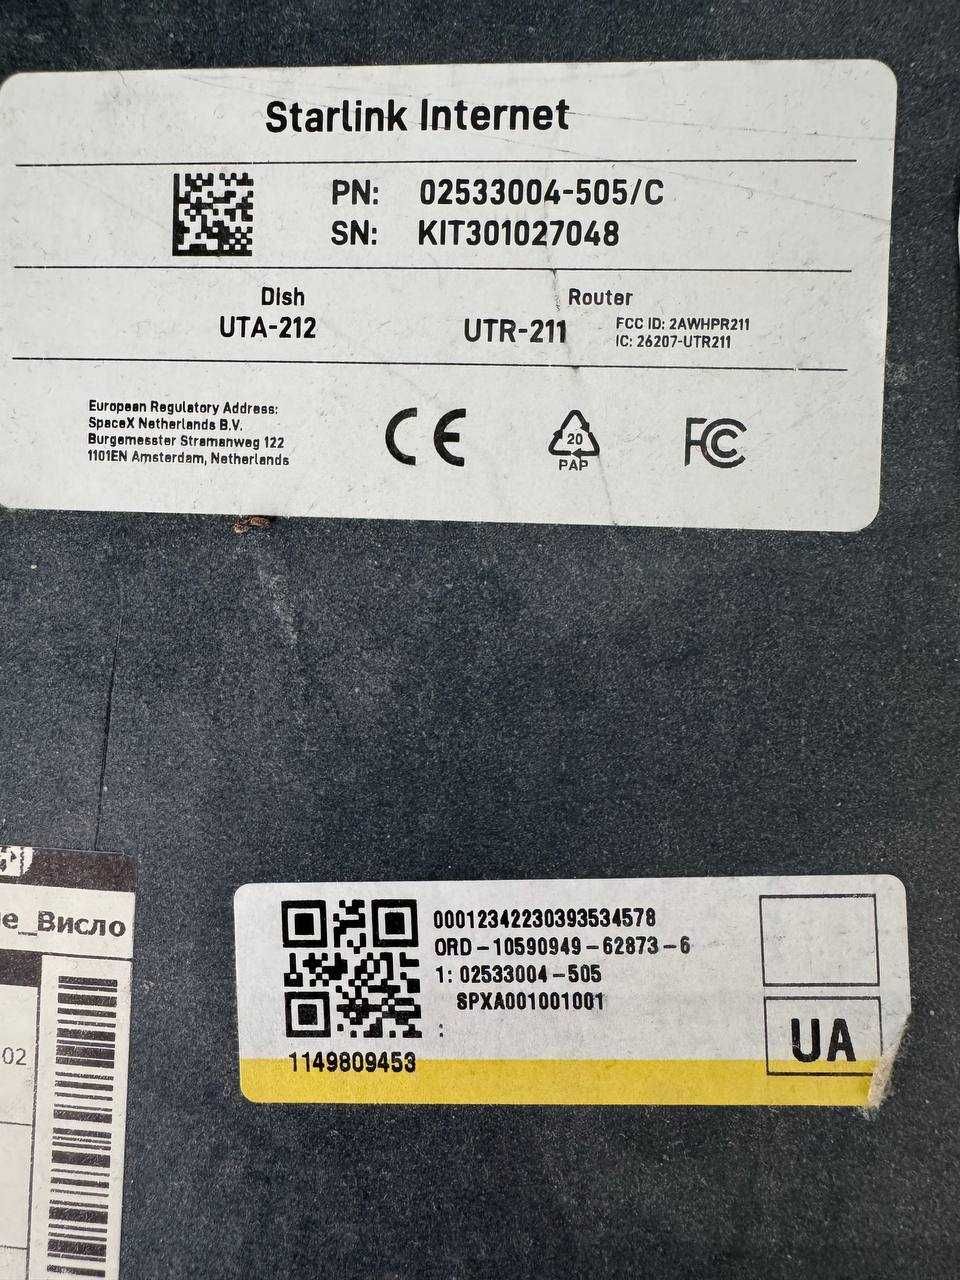 Starlink Internet
PN: 02533004-505/C
SN: KIT301027048
Dish
UTA-212
Router
UTR-211
FCC ID: 2AWHPR211
IC: 26207-UTR211
European Regulatory Address:
SpaceX Netherlands B.V.
Burgemesster Stramanweg 122
1101EN Amsterdam, Netherlands
CE
20
PAP
FC
е_Висло
02
00012342230393534578
ORD-10590949-62873-6
1: 02533004-505
SPXA001001001
:
1149809453
UA